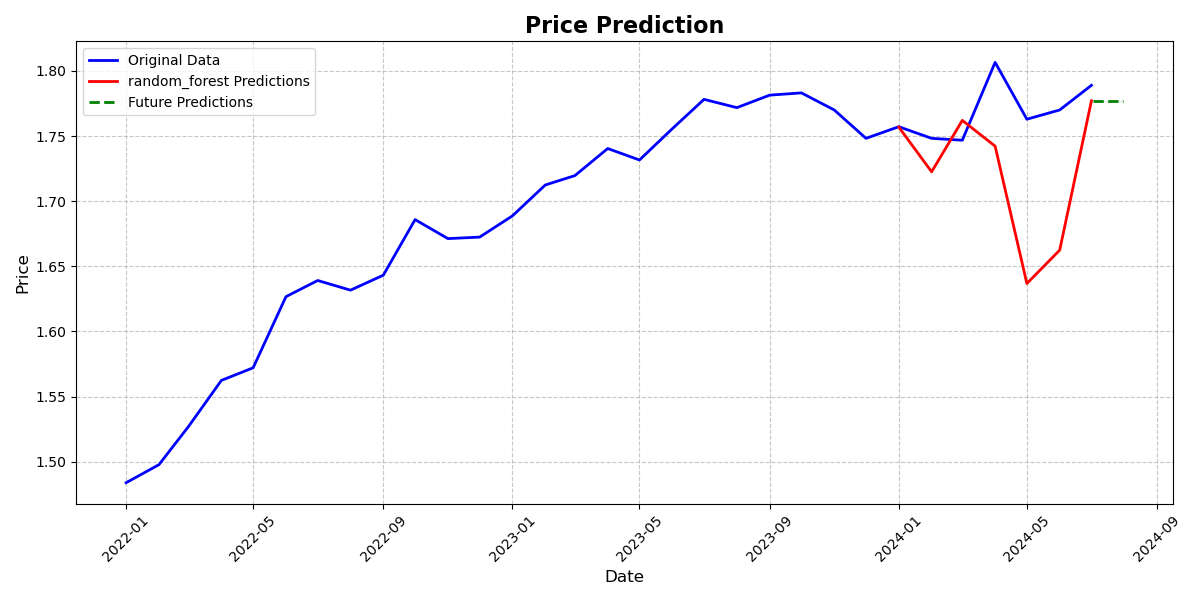 Price Prediction
Original Data
random_forest Predictions
Future Predictions
1.80
1.75
1.70
1.65
1.60
1.55
1.50
Price
2022-01
2022-05
2022-09
2023-01
2023-05
2023-09
2024-01
2024-05
2024-09
Date